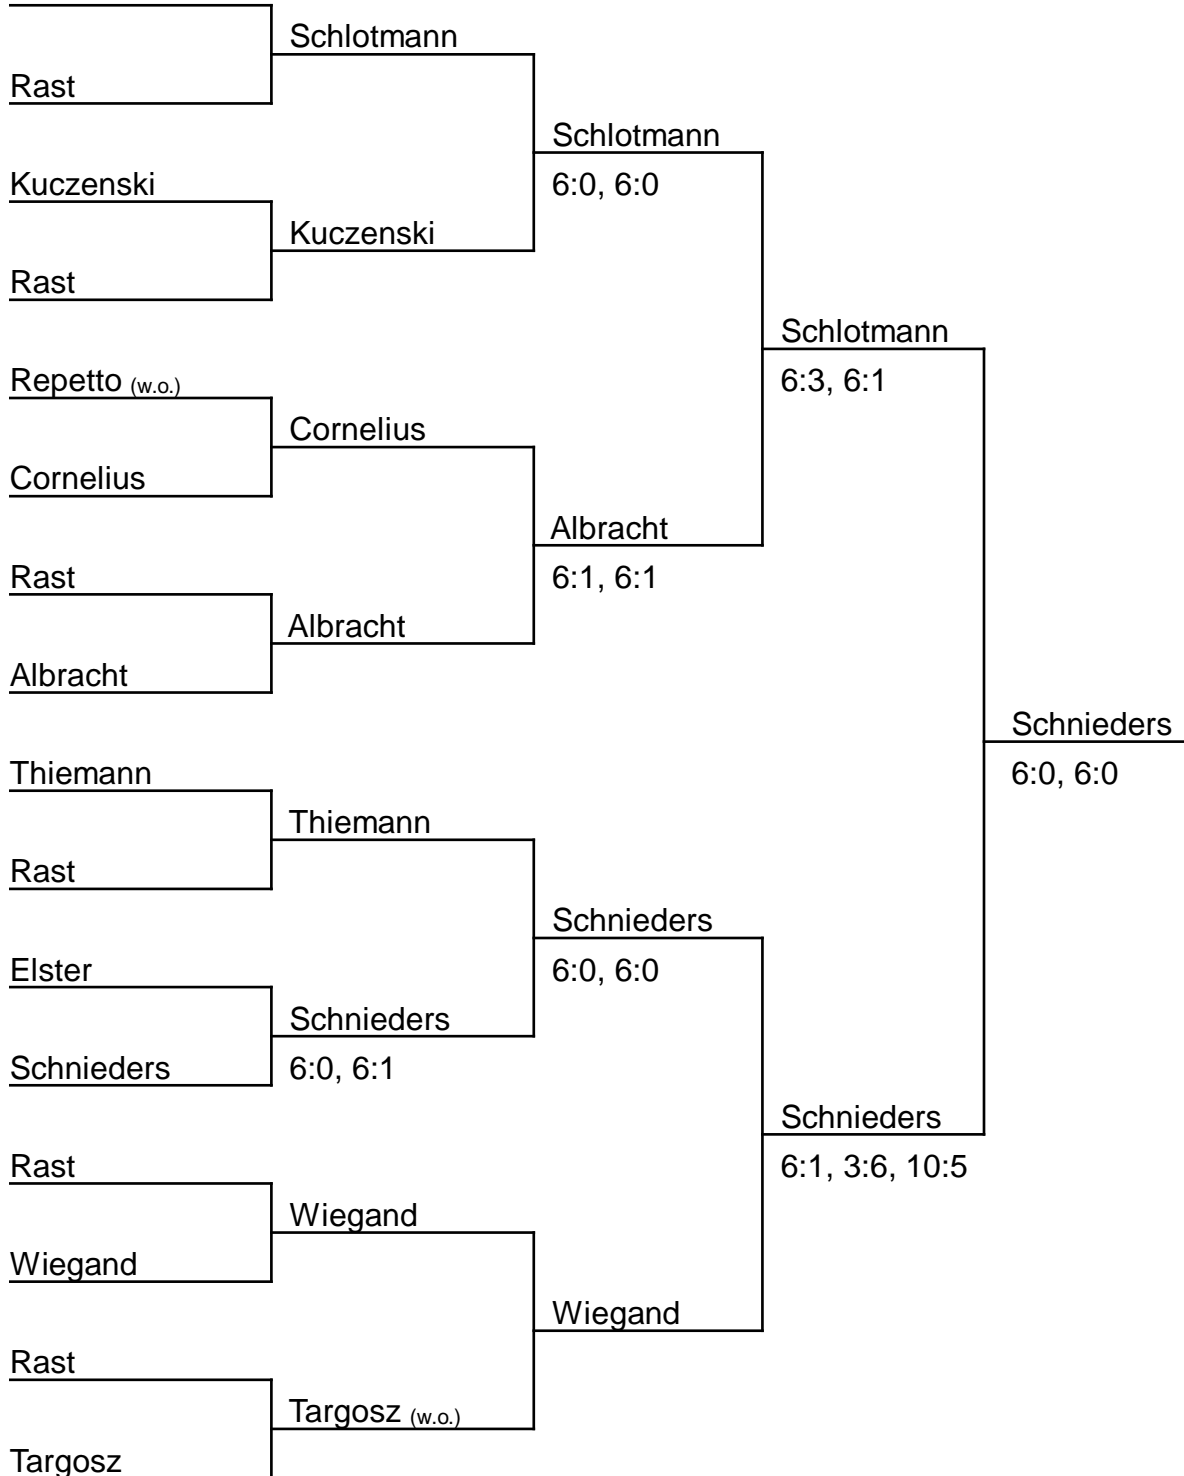 Schlotmann
Rast
Schlotmann
Kuczenski
6:0, 6:0
Kuczenski
Rast
Schlotmann
Repetto (w.o.)
6:3, 6:1
Cornelius
Cornelius
Albracht
Rast
6:1, 6:1
Albracht
Albracht
Schnieders
Thiemann
6:0, 6:0
Thiemann
Rast
Schnieders
Elster
6:0, 6:0
Schnieders
Schnieders
6:0, 6:1
Schnieders
Rast
6:1, 3:6, 10:5
Wiegand
Wiegand
Wiegand
Rast
Targosz (w.o.)
Targosz